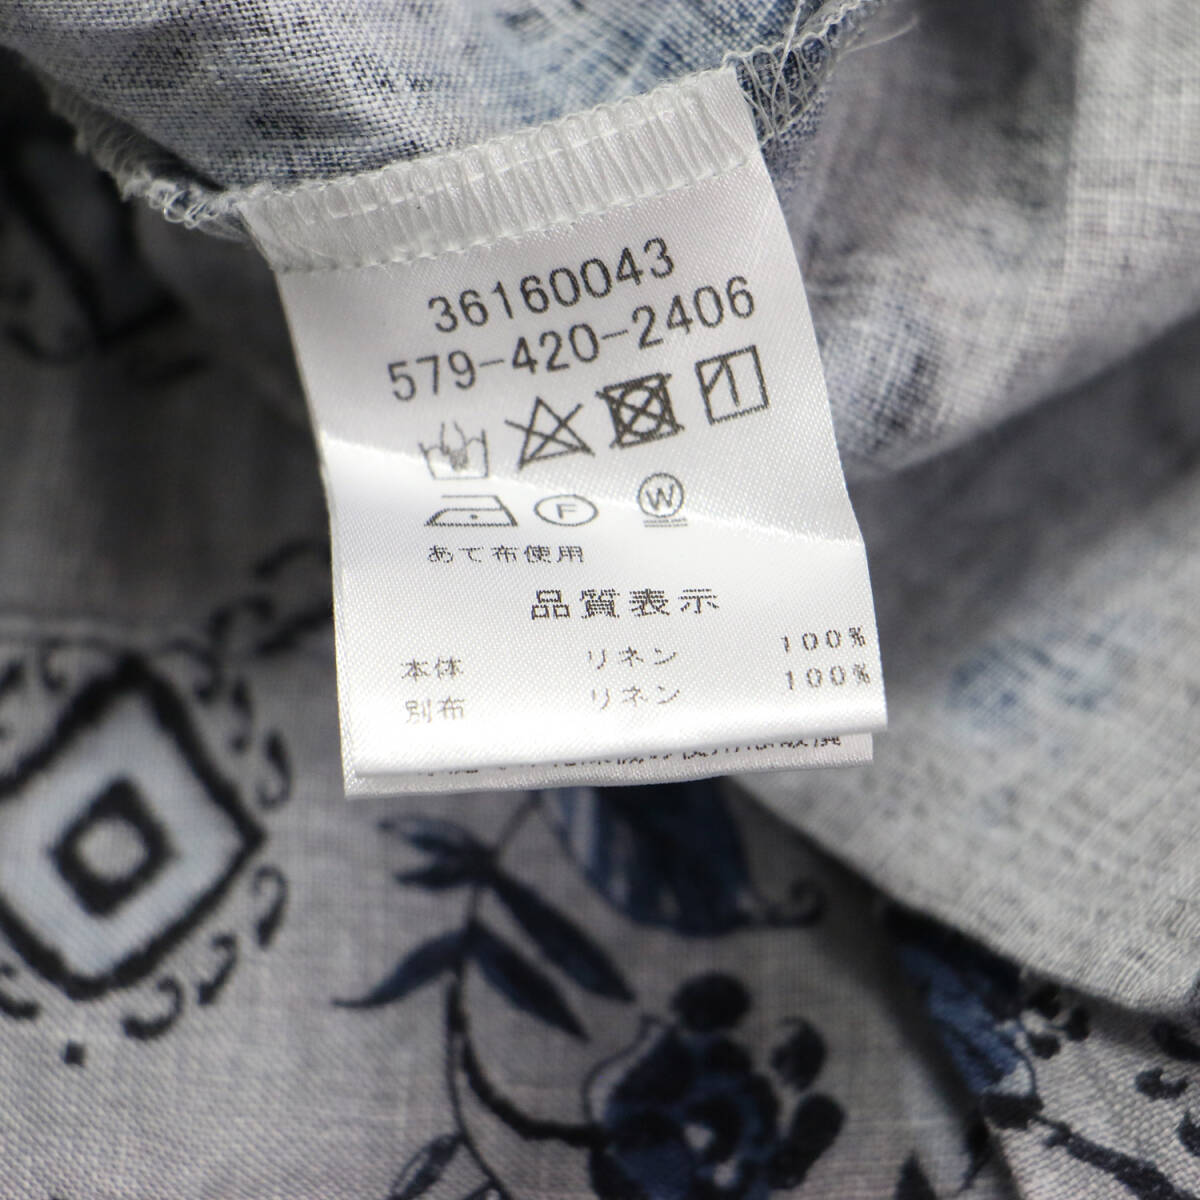 36160043
579-420-2406
F W
あて布使用
品質表示
本体 リネン 100%
別布 リネン 100%